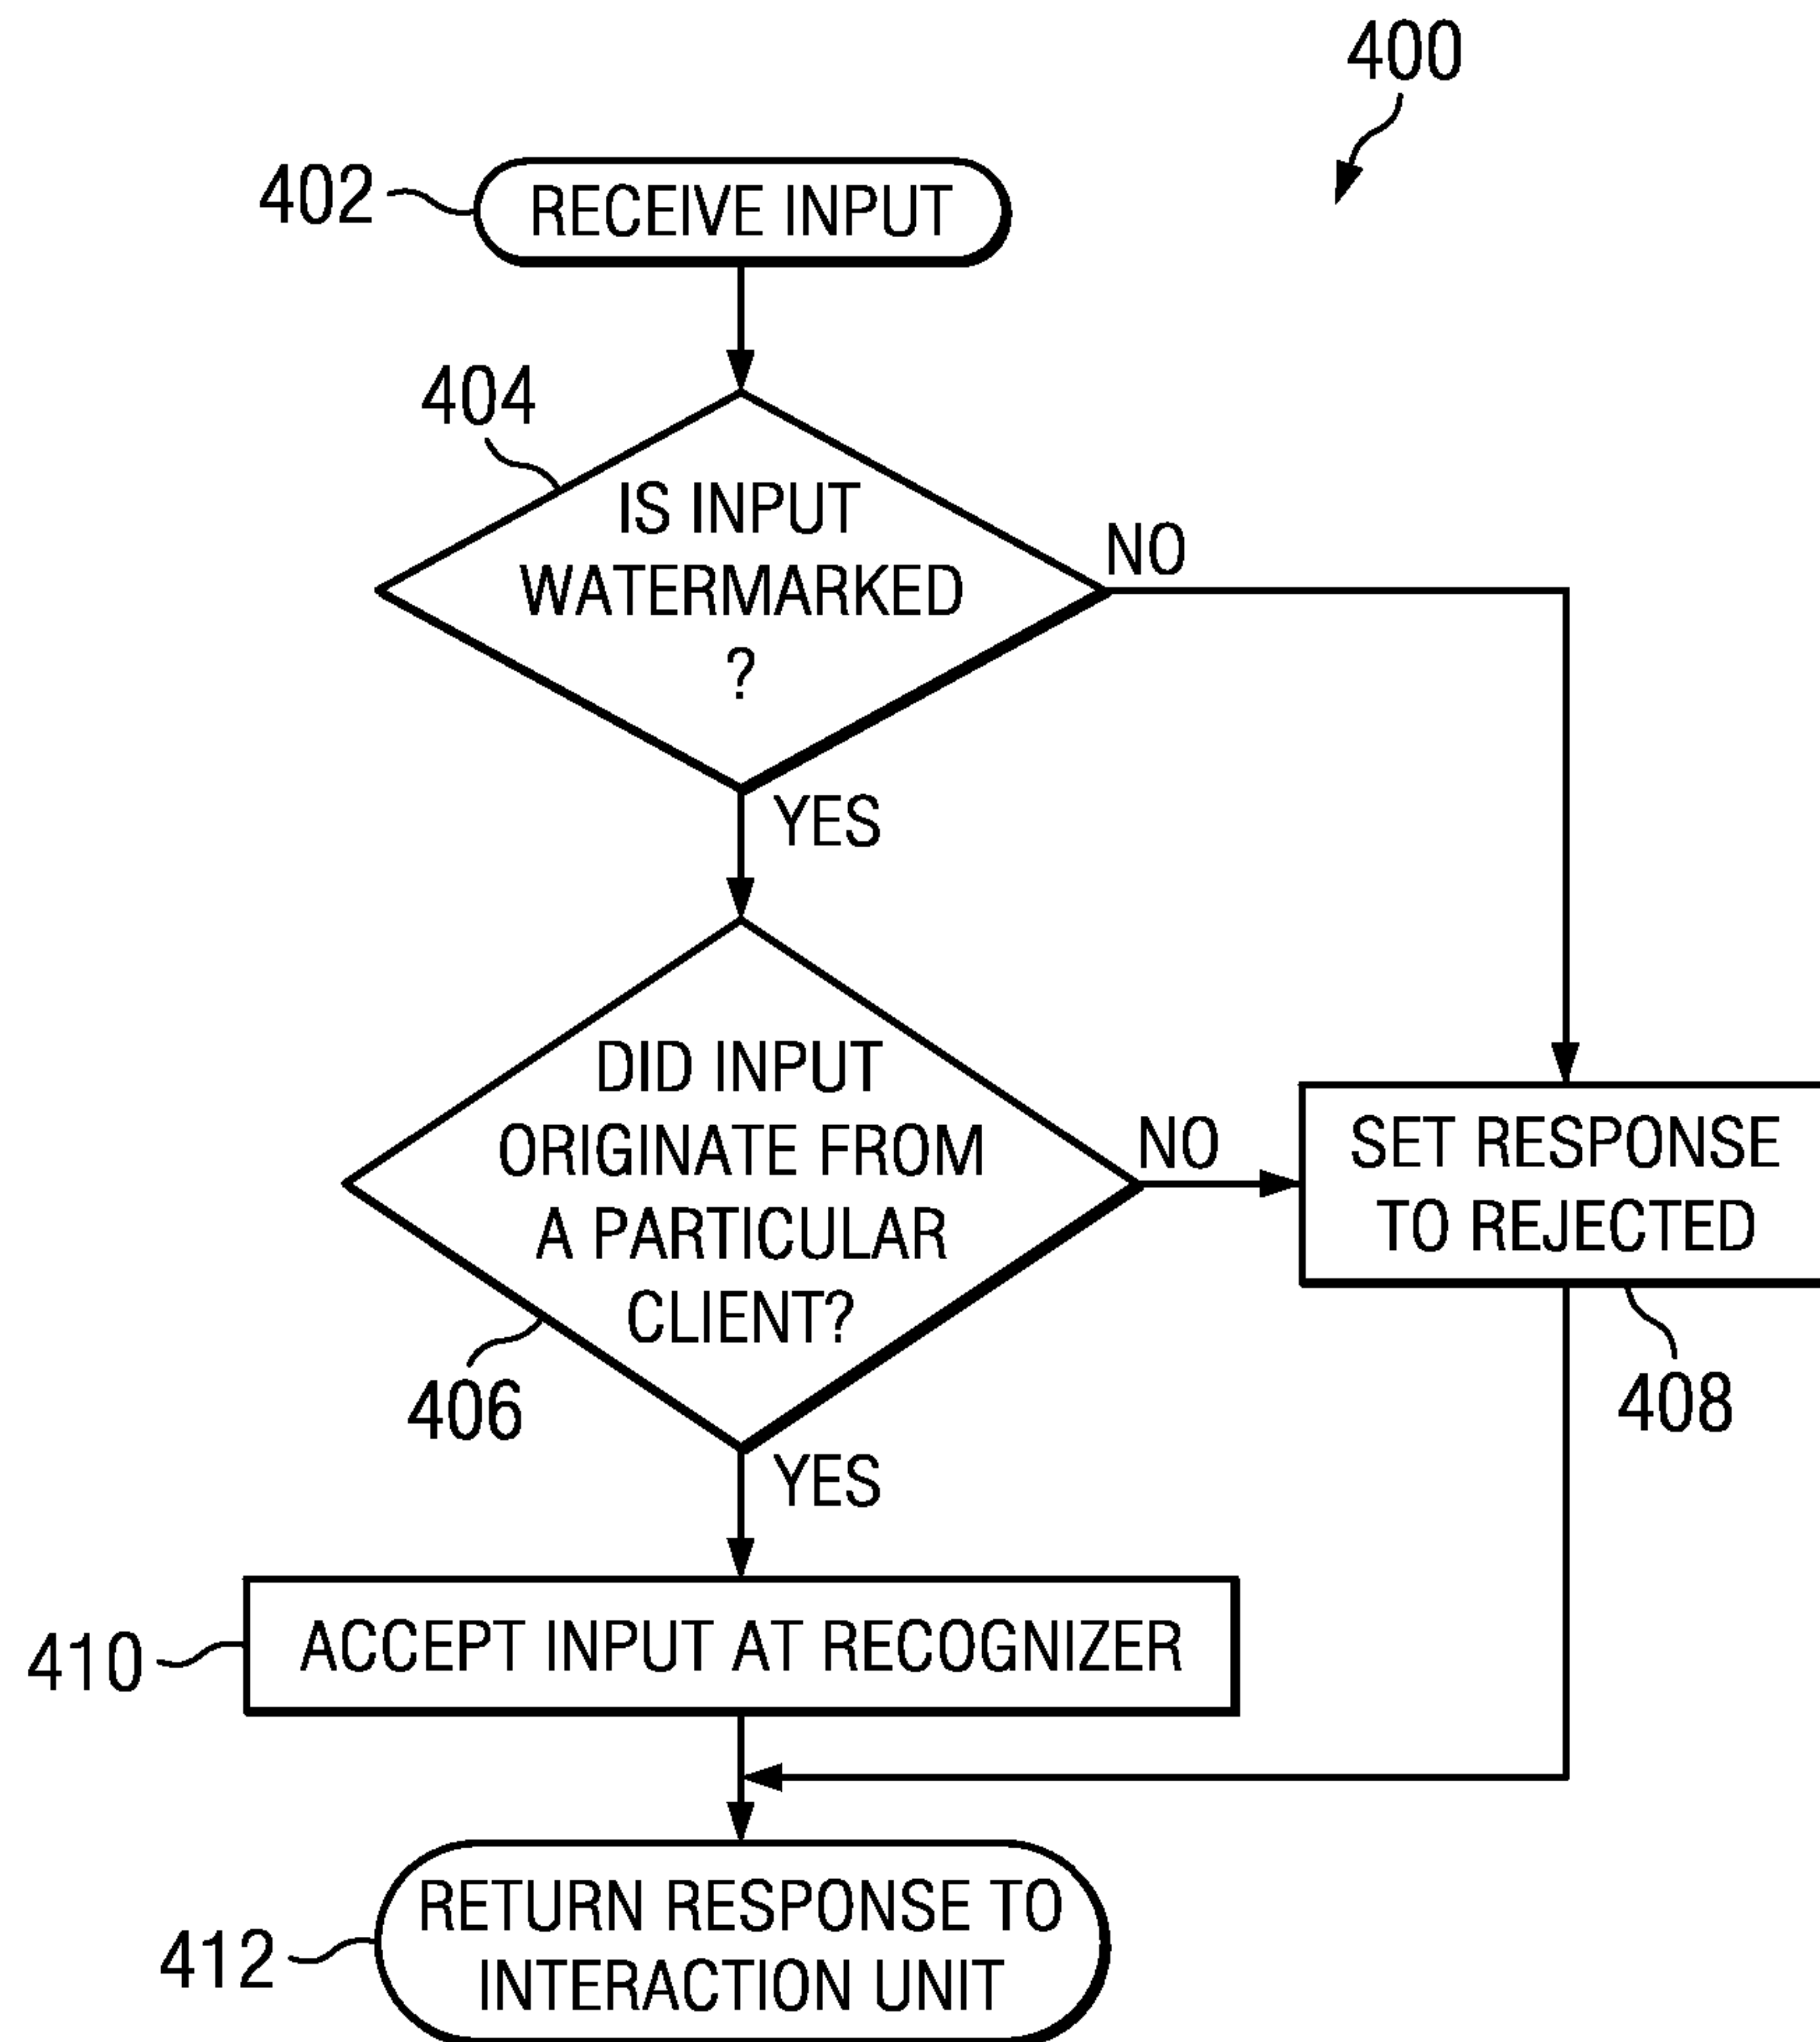 400
402
RECEIVE INPUT
404
IS INPUT
WATERMARKED
?
NO
YES
DID INPUT
ORIGINATE FROM
A PARTICULAR
CLIENT?
NO
SET RESPONSE
TO REJECTED
406
408
YES
410
ACCEPT INPUT AT RECOGNIZER
412
RETURN RESPONSE TO
INTERACTION UNIT